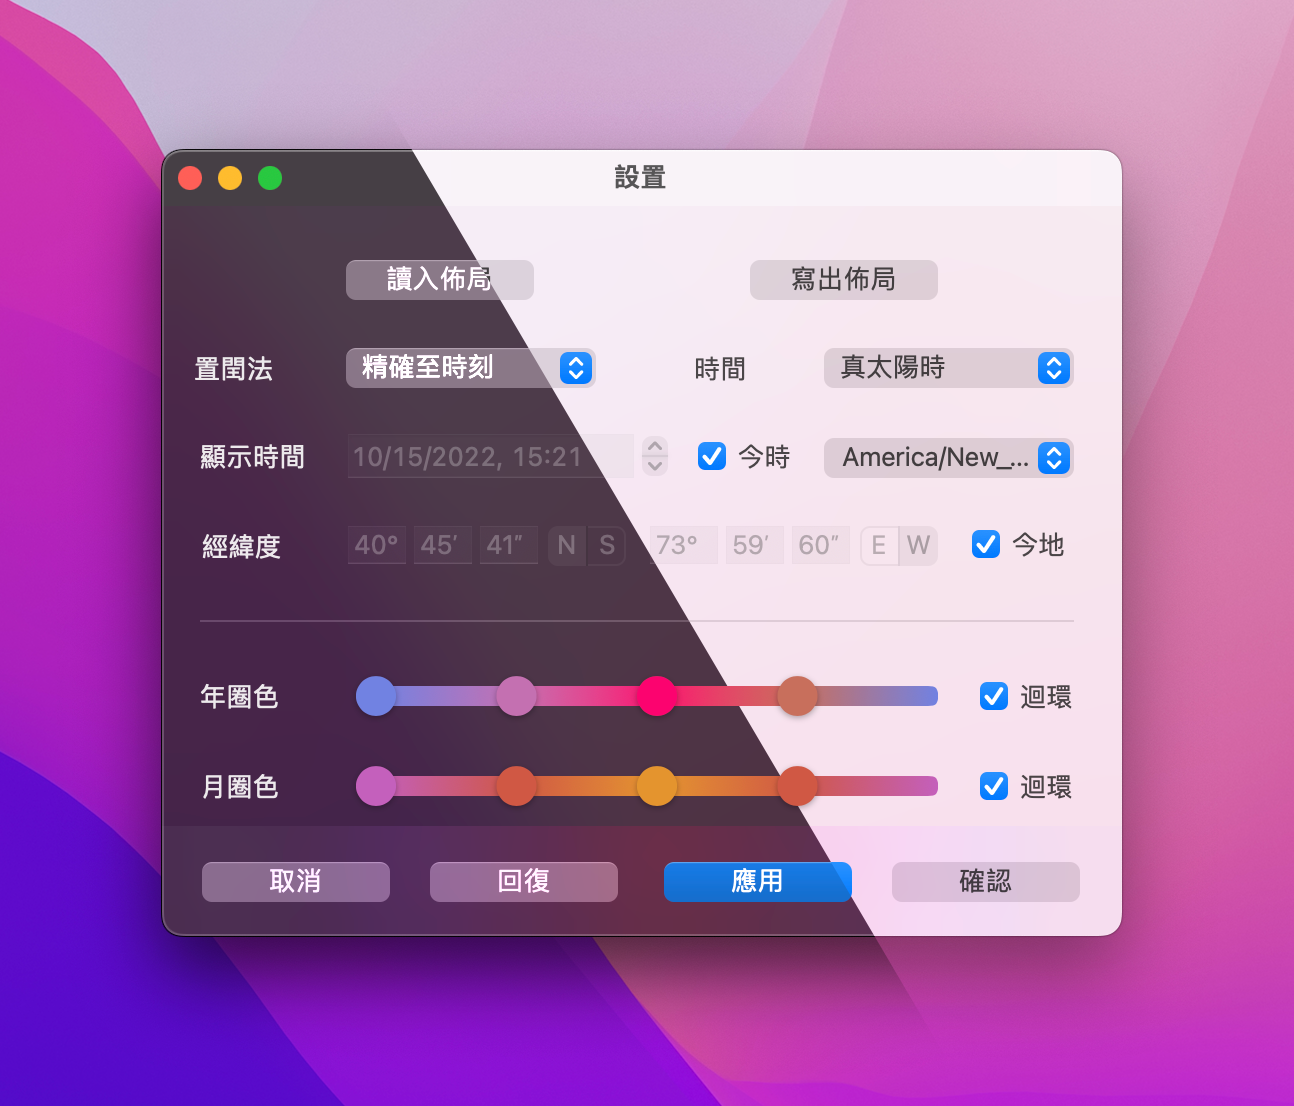 設置
讀入佈局 寫出佈局
置閏法 精確至時刻 時間 真太陽時
顯示時間 10/15/2022, 15:21 今時 America/New_...
經緯度 40° 45′ 41″ N S 73° 59′ 60″ E W 今地
年圈色 迴環
月圈色 迴環
取消 回復 應用 確認